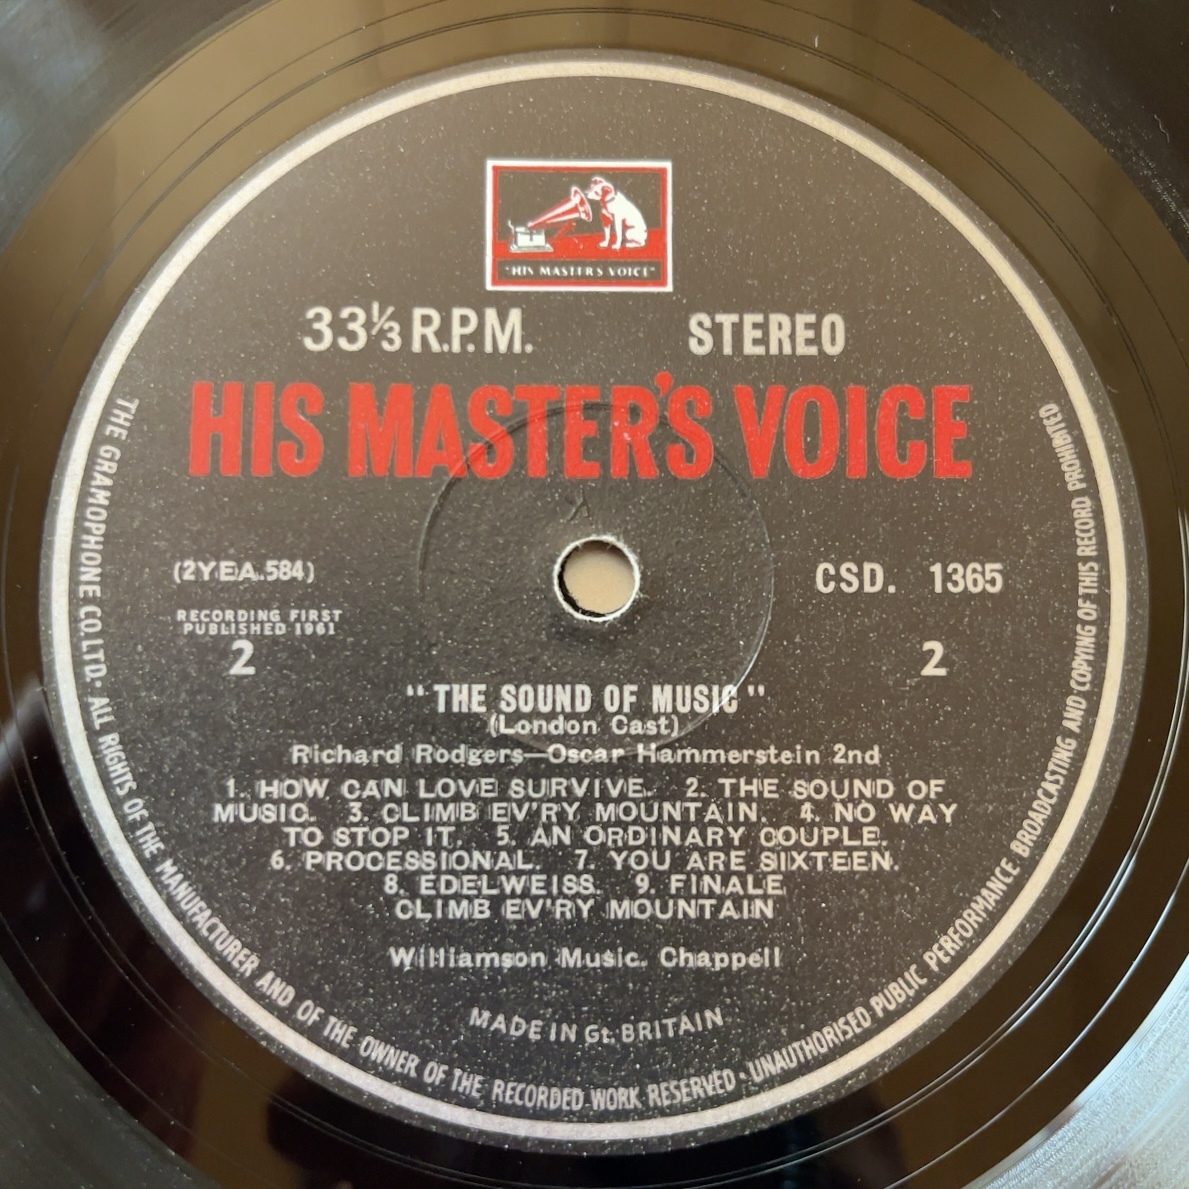 "HIS MASTER'S VOICE"
33⅓ R.P.M. STEREO
HIS MASTER'S VOICE
(2YEA.584) CSD. 1365
RECORDING FIRST
PUBLISHED 1961
2 2
"THE SOUND OF MUSIC"
(London Cast)
Richard Rodgers—Oscar Hammerstein 2nd
1. HOW CAN LOVE SURVIVE. 2. THE SOUND OF
MUSIC. 3. CLIMB EV'RY MOUNTAIN. 4. NO WAY
TO STOP IT. 5. AN ORDINARY COUPLE.
6. PROCESSIONAL. 7. YOU ARE SIXTEEN.
8. EDELWEISS. 9. FINALE
CLIMB EV'RY MOUNTAIN
Williamson Music. Chappell
MADE IN Gt. BRITAIN
THE GRAMOPHONE CO. LTD. • ALL RIGHTS OF THE MANUFACTURER AND OF THE OWNER OF THE RECORDED WORK RESERVED • UNAUTHORISED PUBLIC PERFORMANCE BROADCASTING AND COPYING OF THIS RECORD PROHIBITED